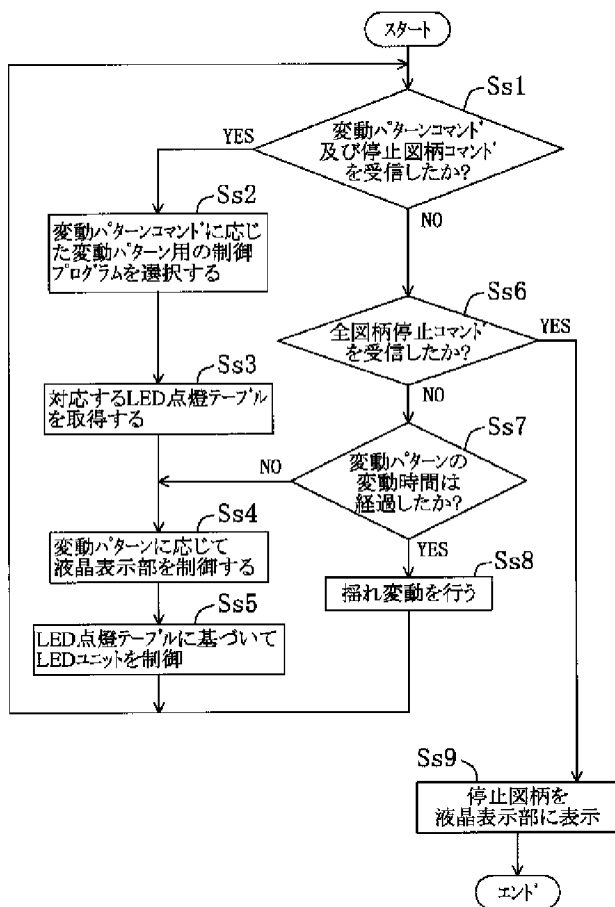 スタート
Ss1
変動パターンコマンド
及び停止図柄コマンド
を受信したか?
YES
NO
Ss2
変動パターンコマンドに応じ
た変動パターン用の制御
プログラムを選択する
Ss6
全図柄停止コマンド
を受信したか?
YES
NO
Ss3
対応するLED点燈テーブル
を取得する
Ss7
変動パターンの
変動時間は
経過したか?
NO
YES
Ss4
変動パターンに応じて
液晶表示部を制御する
Ss8
揺れ変動を行う
Ss5
LED点燈テーブルに基づいて
LEDユニットを制御
Ss9
停止図柄を
液晶表示部に表示
エンド